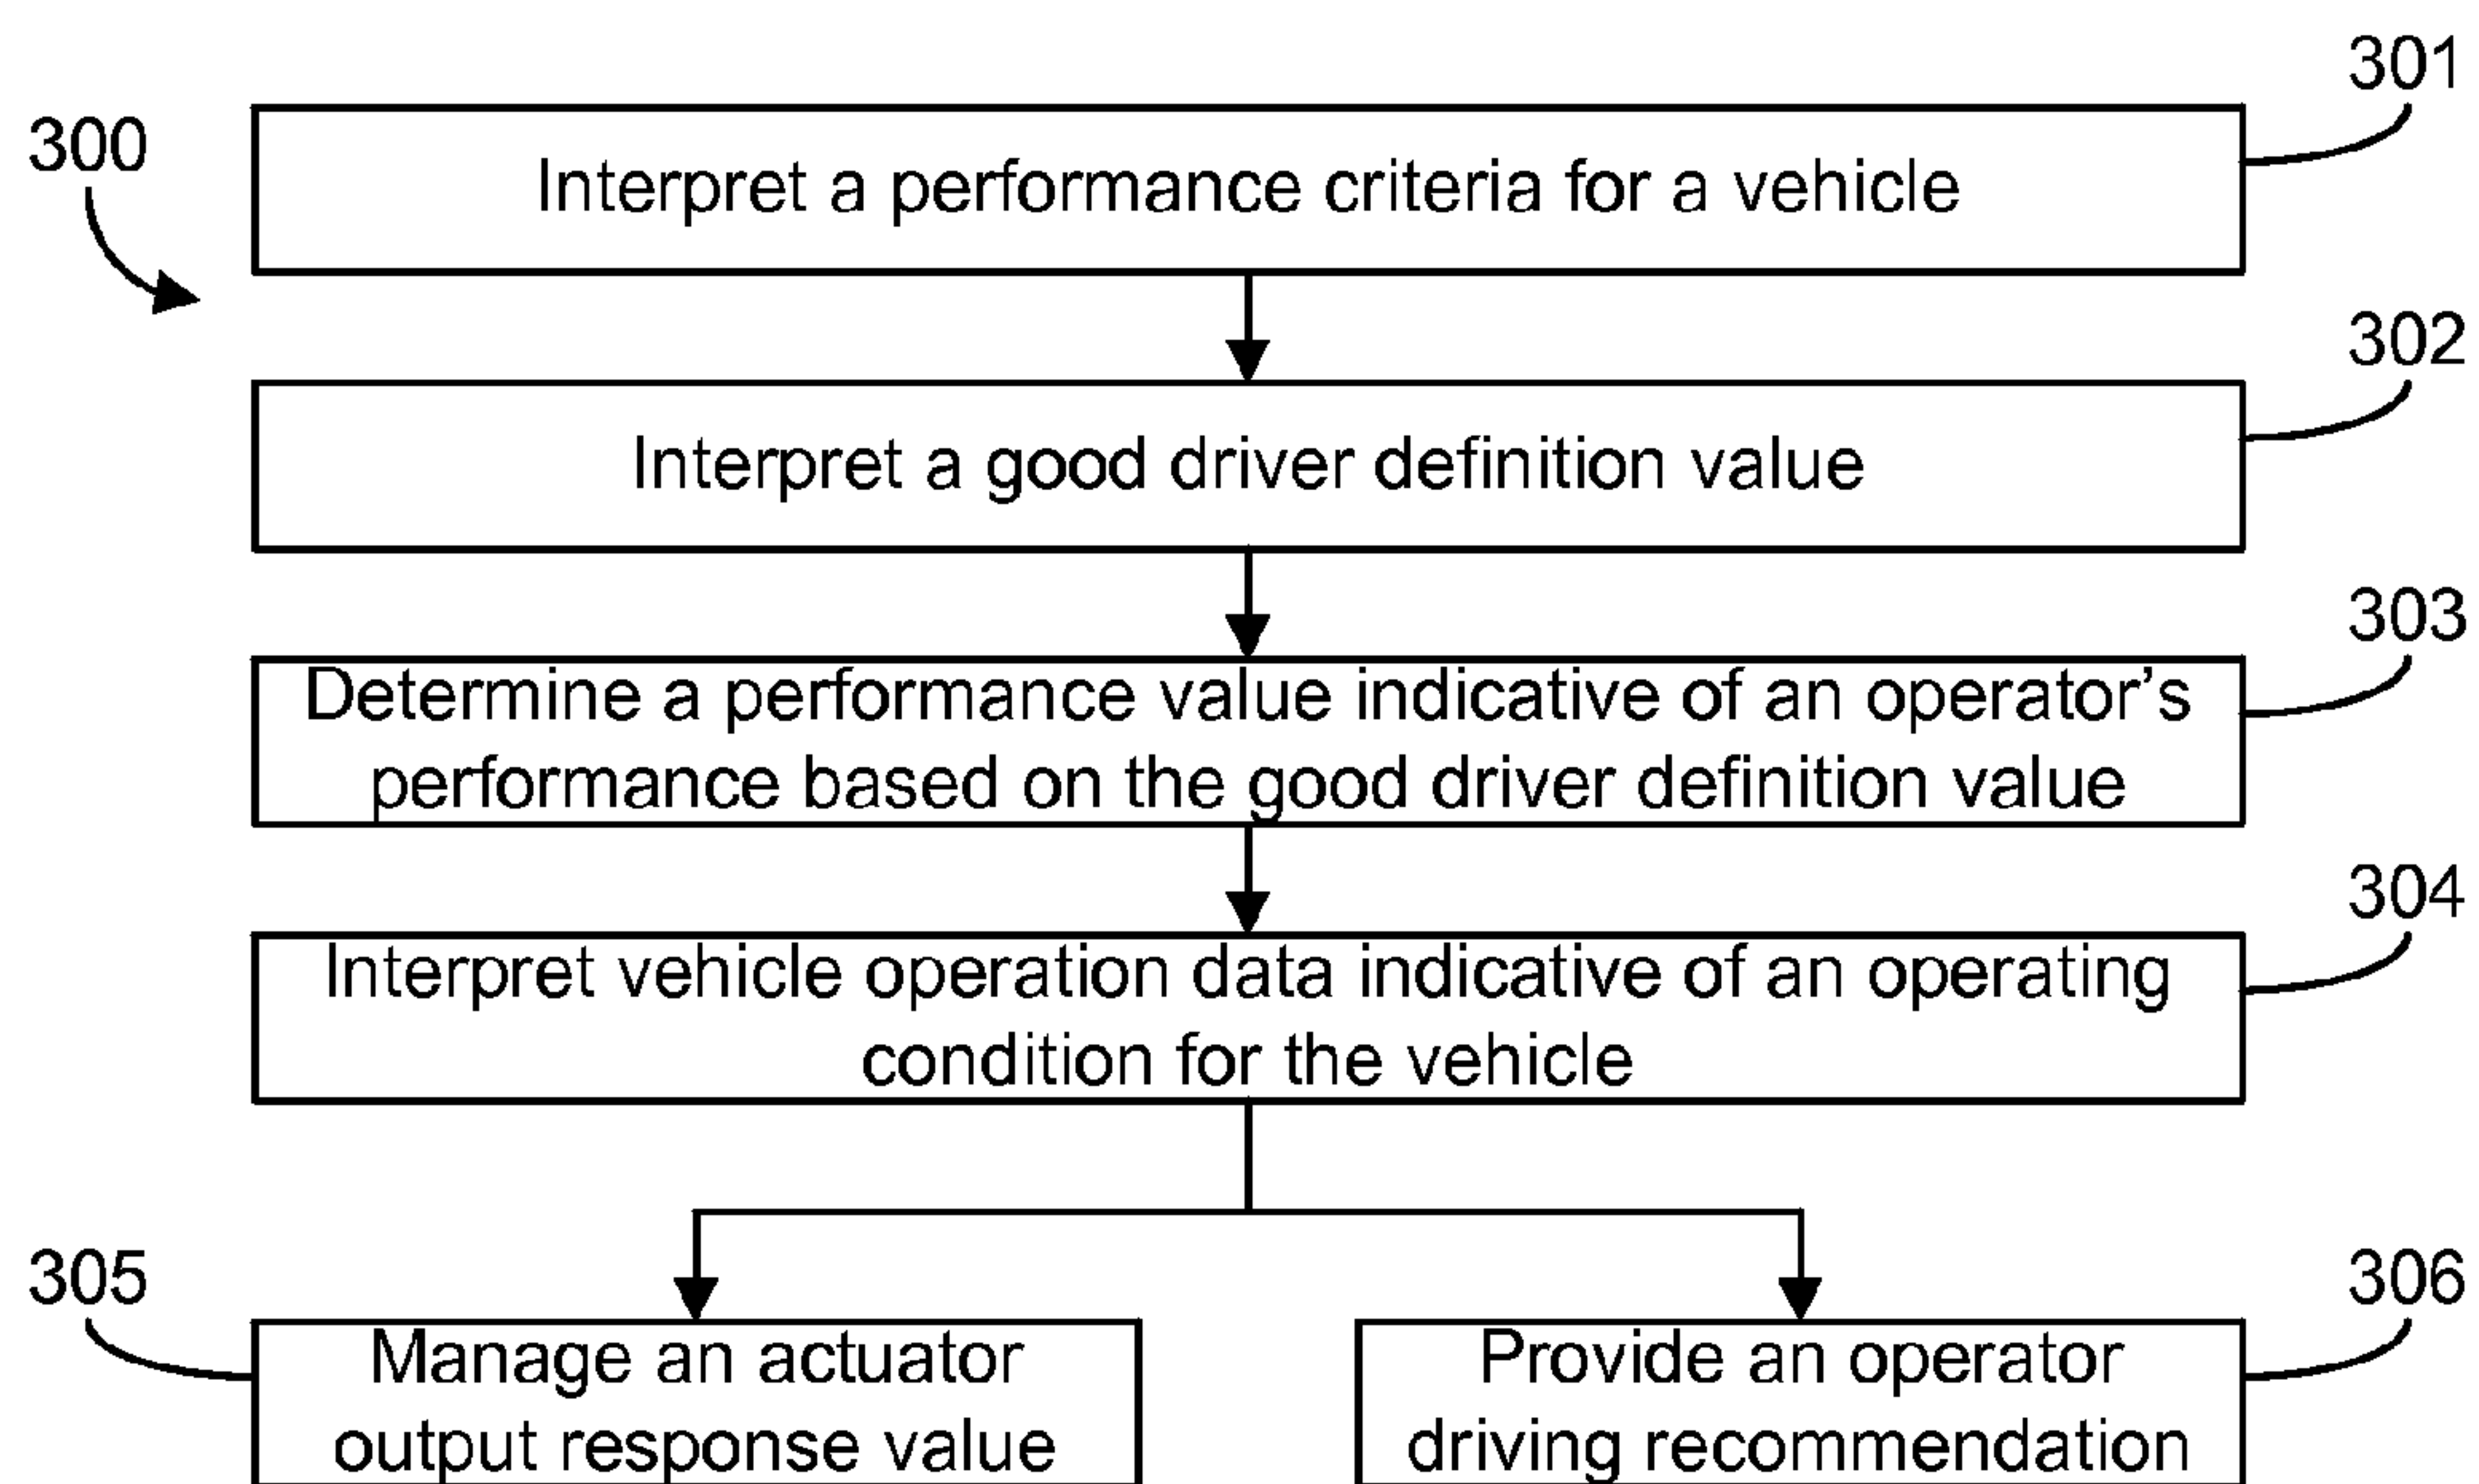 301
300
Interpret a performance criteria for a vehicle
302
Interpret a good driver definition value
303
Determine a performance value indicative of an operator’s
performance based on the good driver definition value
304
Interpret vehicle operation data indicative of an operating
condition for the vehicle
305
306
Manage an actuator
output response value
Provide an operator
driving recommendation